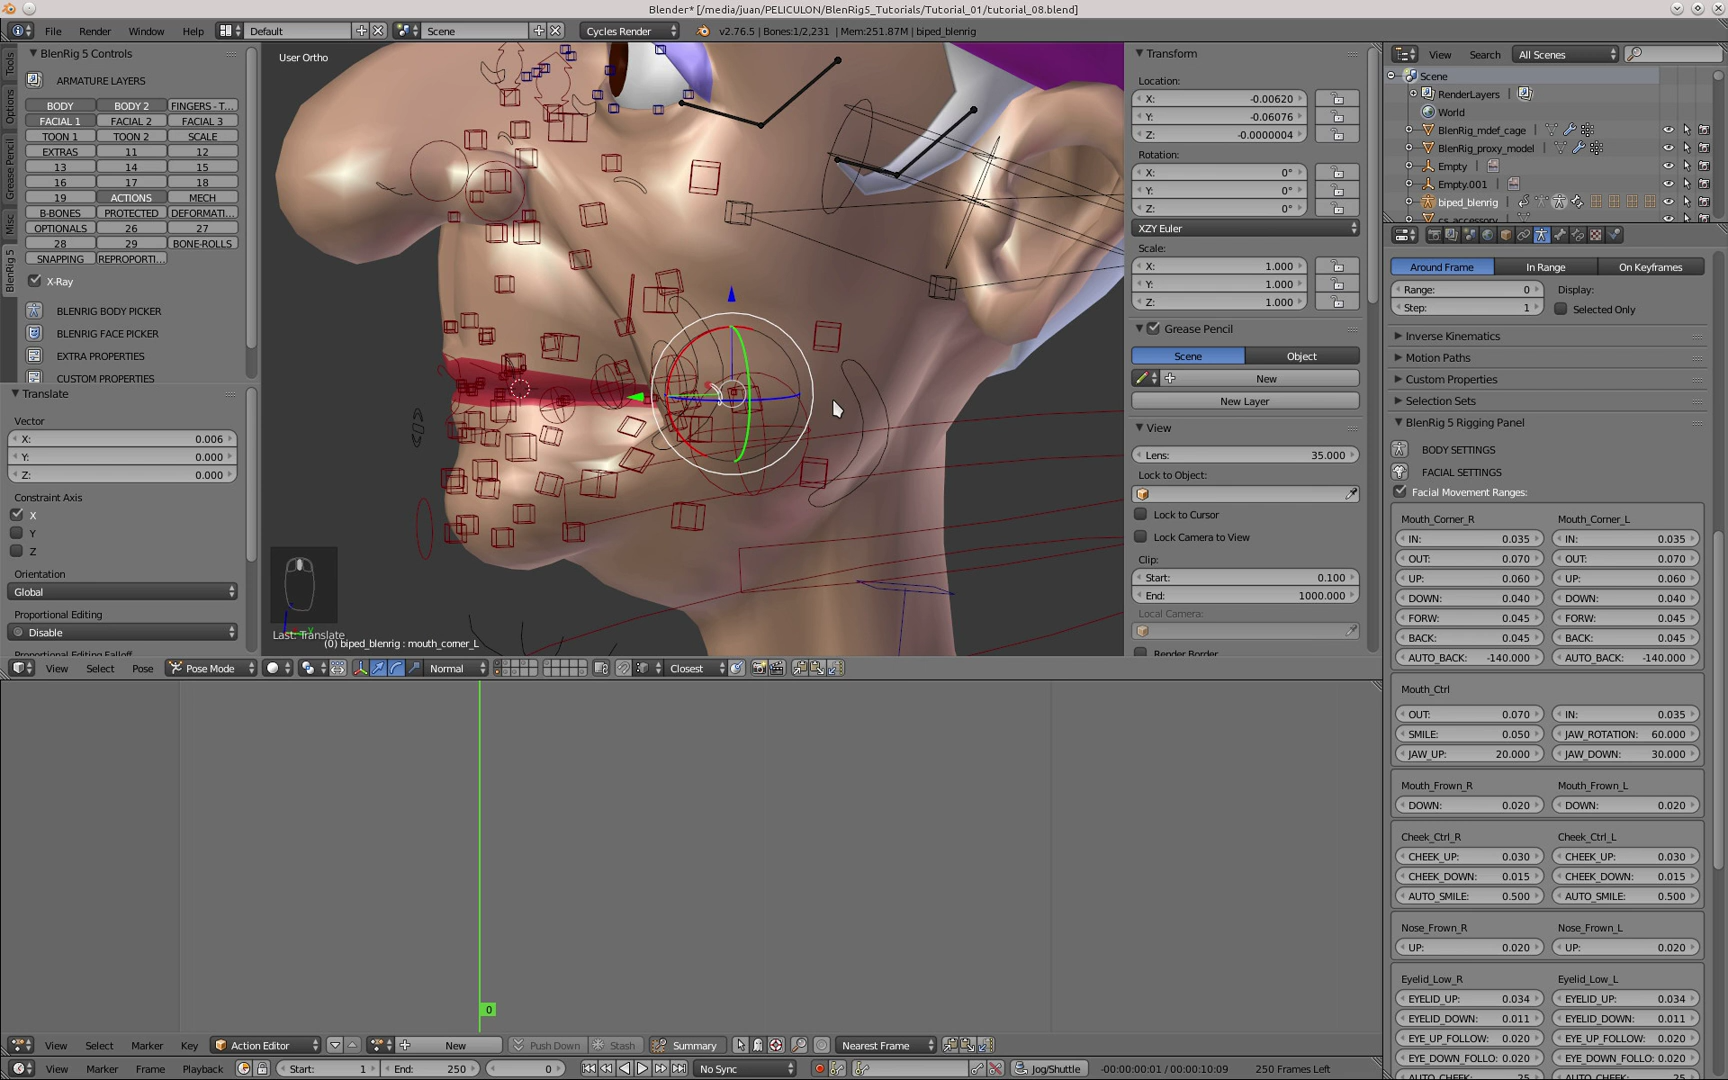 Blender* [/media/juan/PELICULON/BlenRig5_Tutorials/Tutorial_01/tutorial_08.blend]
File Render Window Help Default Scene Cycles Render v2.76.5 | Bones:1/2,231 | Mem:251.87M | biped_blenrig
Tools
Options
Grease Pencil
Misc
BlenRig 5
BlenRig 5 Controls
ARMATURE LAYERS
BODY BODY 2 FINGERS - T...
FACIAL 1 FACIAL 2 FACIAL 3
TOON 1 TOON 2 SCALE
EXTRAS 11 12
13 14 15
16 17 18
19 ACTIONS MECH
B-BONES PROTECTED DEFORMATI...
OPTIONALS 26 27
28 29 BONE-ROLLS
SNAPPING REPROPORTI...
X-Ray
BLENRIG BODY PICKER
BLENRIG FACE PICKER
EXTRA PROPERTIES
CUSTOM PROPERTIES
Translate
Vector
X: 0.006
Y: 0.000
Z: 0.000
Constraint Axis
X
Y
Z
Orientation
Global
Proportional Editing
Disable
Proportional Editing Falloff
User Ortho
Last: Translate
(0) biped_blenrig : mouth_corner_L
View Select Pose Pose Mode Normal Closest
Transform
Location:
X: -0.00620
Y: -0.06076
Z: -0.0000004
Rotation:
X: 0°
Y: 0°
Z: 0°
XZY Euler
Scale:
X: 1.000
Y: 1.000
Z: 1.000
Grease Pencil
Scene Object
New
New Layer
View
Lens: 35.000
Lock to Object:
Lock to Cursor
Lock Camera to View
Clip:
Start: 0.100
End: 1000.000
Local Camera:
Render Border
View Search All Scenes
Scene
RenderLayers
World
BlenRig_mdef_cage
BlenRig_proxy_model
Empty
Empty.001
biped_blenrig
cs_accessory
Around Frame In Range On Keyframes
Range: 0 Display:
Step: 1 Selected Only
Inverse Kinematics
Motion Paths
Custom Properties
Selection Sets
BlenRig 5 Rigging Panel
BODY SETTINGS
FACIAL SETTINGS
Facial Movement Ranges:
Mouth_Corner_R Mouth_Corner_L
IN: 0.035 IN: 0.035
OUT: 0.070 OUT: 0.070
UP: 0.060 UP: 0.060
DOWN: 0.040 DOWN: 0.040
FORW: 0.045 FORW: 0.045
BACK: 0.045 BACK: 0.045
AUTO_BACK: -140.000 AUTO_BACK: -140.000
Mouth_Ctrl
OUT: 0.070 IN: 0.035
SMILE: 0.050 JAW_ROTATION: 60.000
JAW_UP: 20.000 JAW_DOWN: 30.000
Mouth_Frown_R Mouth_Frown_L
DOWN: 0.020 DOWN: 0.020
Cheek_Ctrl_R Cheek_Ctrl_L
CHEEK_UP: 0.030 CHEEK_UP: 0.030
CHEEK_DOWN: 0.015 CHEEK_DOWN: 0.015
AUTO_SMILE: 0.500 AUTO_SMILE: 0.500
Nose_Frown_R Nose_Frown_L
UP: 0.020 UP: 0.020
Eyelid_Low_R Eyelid_Low_L
EYELID_UP: 0.034 EYELID_UP: 0.034
EYELID_DOWN: 0.011 EYELID_DOWN: 0.011
EYE_UP_FOLLOW: 0.020 EYE_UP_FOLLOW: 0.020
EYE_DOWN_FOLLO: 0.020 EYE_DOWN_FOLLO: 0.020
0
View Select Marker Key Action Editor New Push Down Stash Summary Nearest Frame
View Marker Frame Playback Start: 1 End: 250 0 No Sync Jog/Shuttle -00:00:00:01 / 00:00:10:09 250 Frames Left